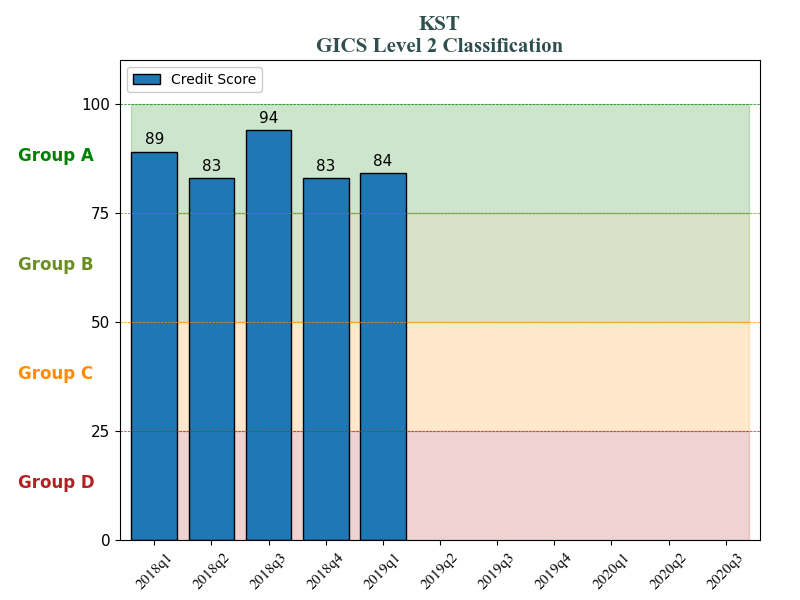 KST
GICS Level 2 Classification
Credit Score
100
75
50
25
0
Group A
Group B
Group C
Group D
89
83
94
83
84
2018q1
2018q2
2018q3
2018q4
2019q1
2019q2
2019q3
2019q4
2020q1
2020q2
2020q3